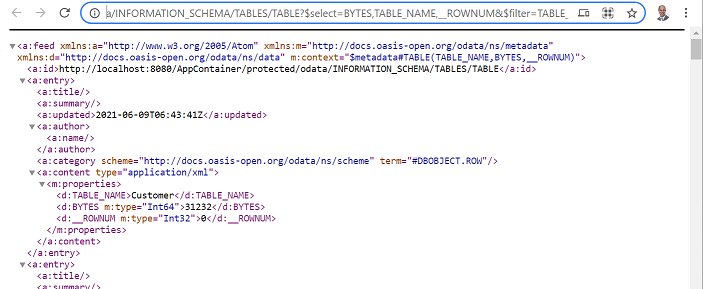 a/INFORMATION_SCHEMA/TABLES/TABLE?$select=BYTES,TABLE_NAME,__ROWNUM&$filter=TABLE_
<a:feed xmlns:a="http://www.w3.org/2005/Atom" xmlns:m="http://docs.oasis-open.org/odata/ns/metadata"
xmlns:d="http://docs.oasis-open.org/odata/ns/data" m:context="$metadata#TABLE(TABLE_NAME,BYTES,__ROWNUM)">
<a:id>http://localhost:8080/AppContainer/protected/odata/INFORMATION_SCHEMA/TABLES/TABLE</a:id>
<a:entry>
<a:title/>
<a:summary/>
<a:updated>2021-06-09T06:43:41Z</a:updated>
<a:author>
<a:name/>
</a:author>
<a:category scheme="http://docs.oasis-open.org/odata/ns/scheme" term="#DBOBJECT.ROW"/>
<a:content type="application/xml">
<m:properties>
<d:TABLE_NAME>Customer</d:TABLE_NAME>
<d:BYTES m:type="Int64">31232</d:BYTES>
<d:__ROWNUM m:type="Int32">0</d:__ROWNUM>
</m:properties>
</a:content>
</a:entry>
<a:entry>
<a:title/>
<a:summary/>